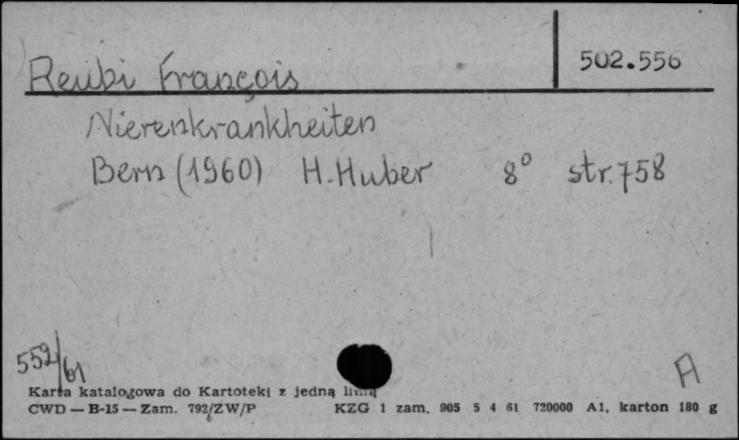 502.556
Reubi François
Nierenkrankheiten
Bern (1960) H. Huber 8° str. 758
552/61
A
Karta katalogowa do Kartoteki z jedną linią
CWD — B-15 — Zam. 792/ZW/P KZG 1 zam. 905 5 4 61 720000 A1, karton 180 g